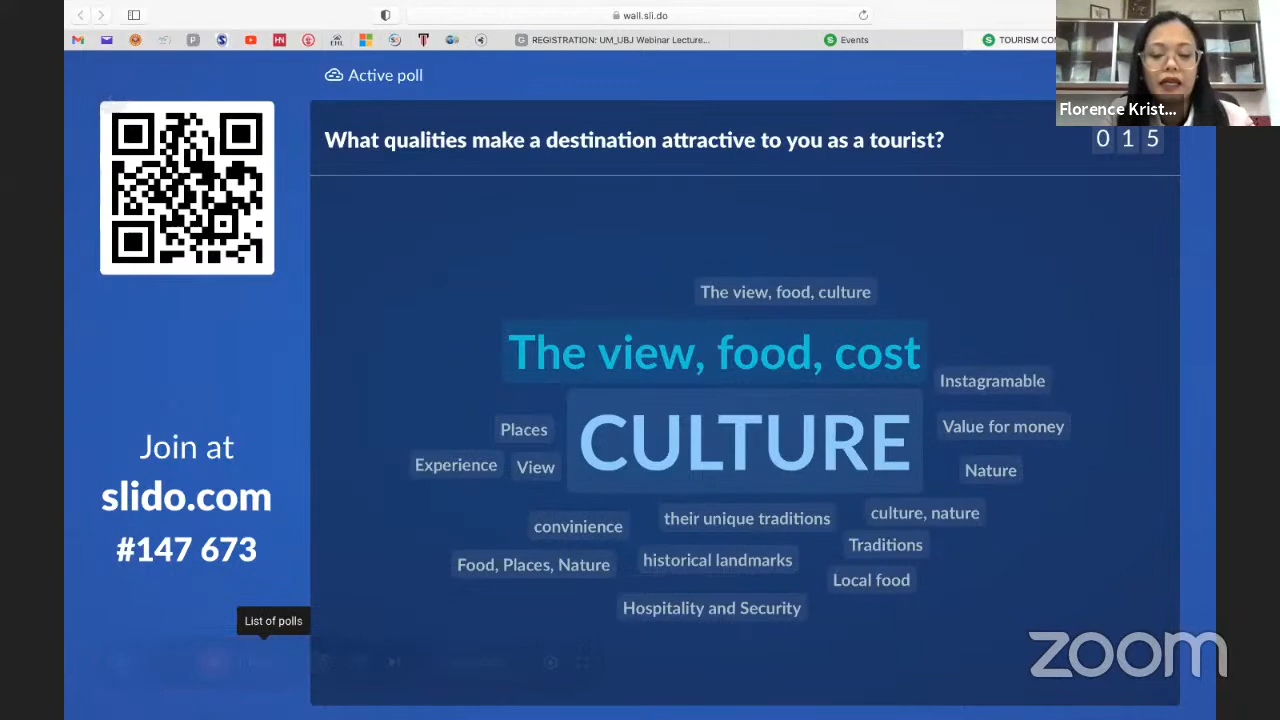 wall.sli.do
REGISTRATION: UM_UBJ Webinar Lecture...
Events
TOURISM CO
Florence Krist...
Active poll
What qualities make a destination attractive to you as a tourist?
0 1 5
The view, food, culture
The view, food, cost
Instagramable
Places
CULTURE
Value for money
Experience
View
Nature
convinience
their unique traditions
culture, nature
Traditions
Food, Places, Nature
historical landmarks
Local food
Hospitality and Security
Join at
slido.com
#147 673
List of polls
zoom